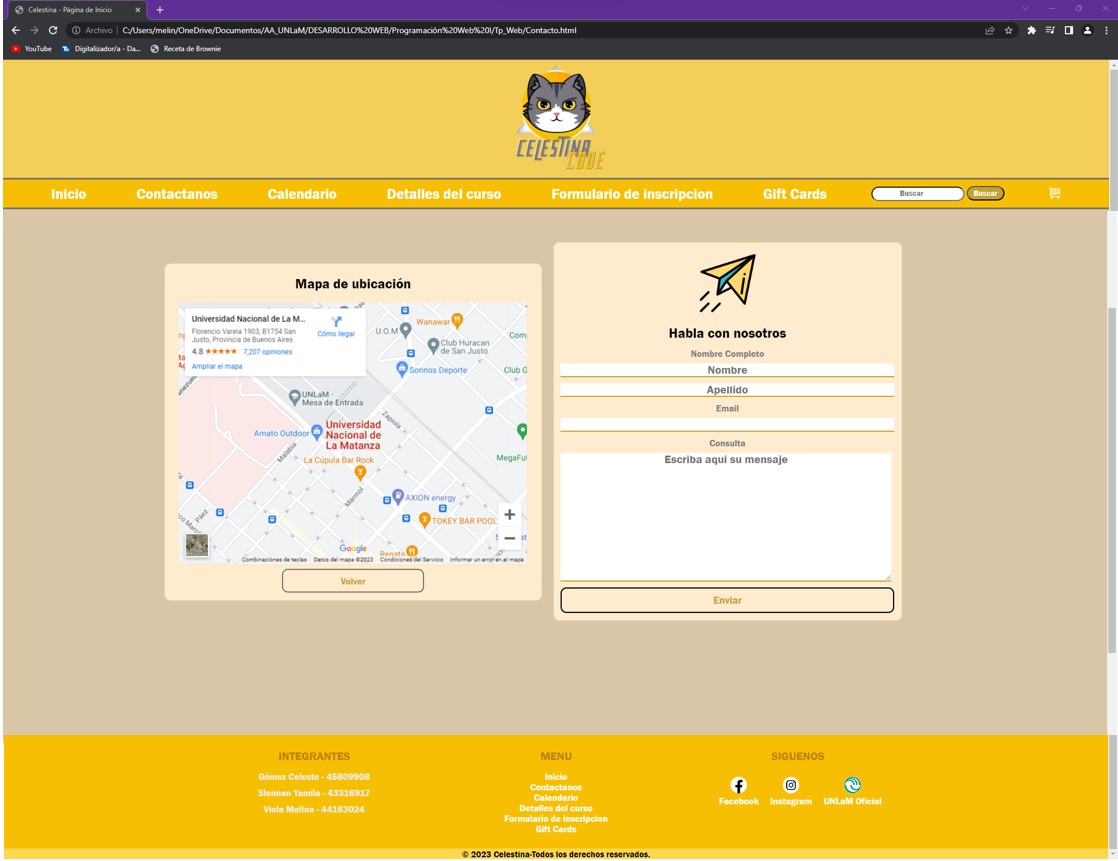 Celestina - Página de Inicio
Archivo
C:/Users/melin/OneDrive/Documentos/AA_UNLaM/DESARROLLO%20WEB/Programación%20Web%20I/Tp_Web/Contacto.html
YouTube
Digitalizador/a - Da...
Receta de Brownie
CELESTINA
CODE
Inicio
Contactanos
Calendario
Detalles del curso
Formulario de inscripcion
Gift Cards
Buscar
Buscar
Mapa de ubicación
Universidad Nacional de La M...
Florencio Varela 1903, B1754 San
Justo, Provincia de Buenos Aires
4.8
7,207 opiniones
Ampliar el mapa
Cómo llegar
Wanawar
U.O.M
Club Huracan
de San Justo
Com
Sonnos Deporte
Club G
UNLaM -
Mesa de Entrada
Zapiola
Amato Outdoor
Universidad
Nacional de
La Matanza
Malabia
MegaFut
La Cúpula Bar Rock
Marmol
AXION energy
Páez
TOKEY BAR POOL
Renata
Google
Combinaciones de teclas
Datos del mapa ©2023
Condiciones del Servicio
Informar un error en el mapa
Volver
Habla con nosotros
Nombre Completo
Nombre
Apellido
Email
Consulta
Escriba aqui su mensaje
Enviar
INTEGRANTES
Gómez Celeste - 45809908
Sleiman Yamila - 43316917
Viola Melina - 44163024
MENU
Inicio
Contactanos
Calendario
Detalles del curso
Formulario de inscripcion
Gift Cards
SIGUENOS
Facebook
Instagram
UNLaM Oficial
© 2023 Celestina-Todos los derechos reservados.